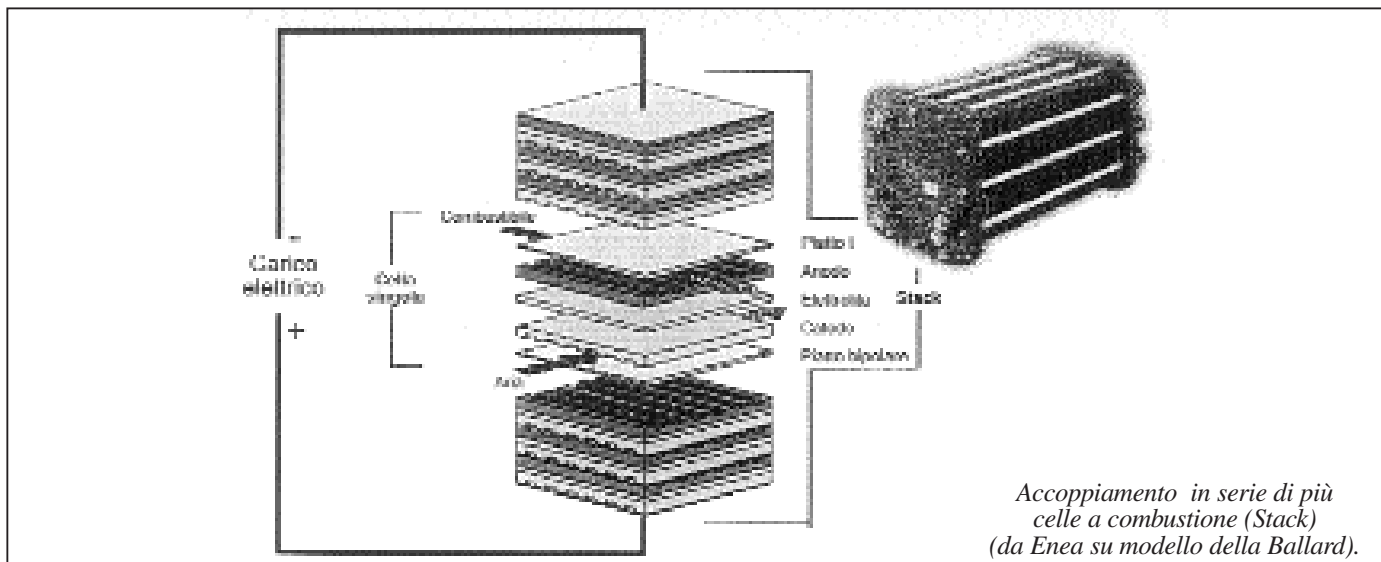 Combustibile
-
Carico
elettrico
+
Cella
singola
Aria
Anodo
Elettrolita
Catodo
Piatto bipolare
Stack
Accoppiamento in serie di più
celle a combustione (Stack)
(da Enea su modello della Ballard).